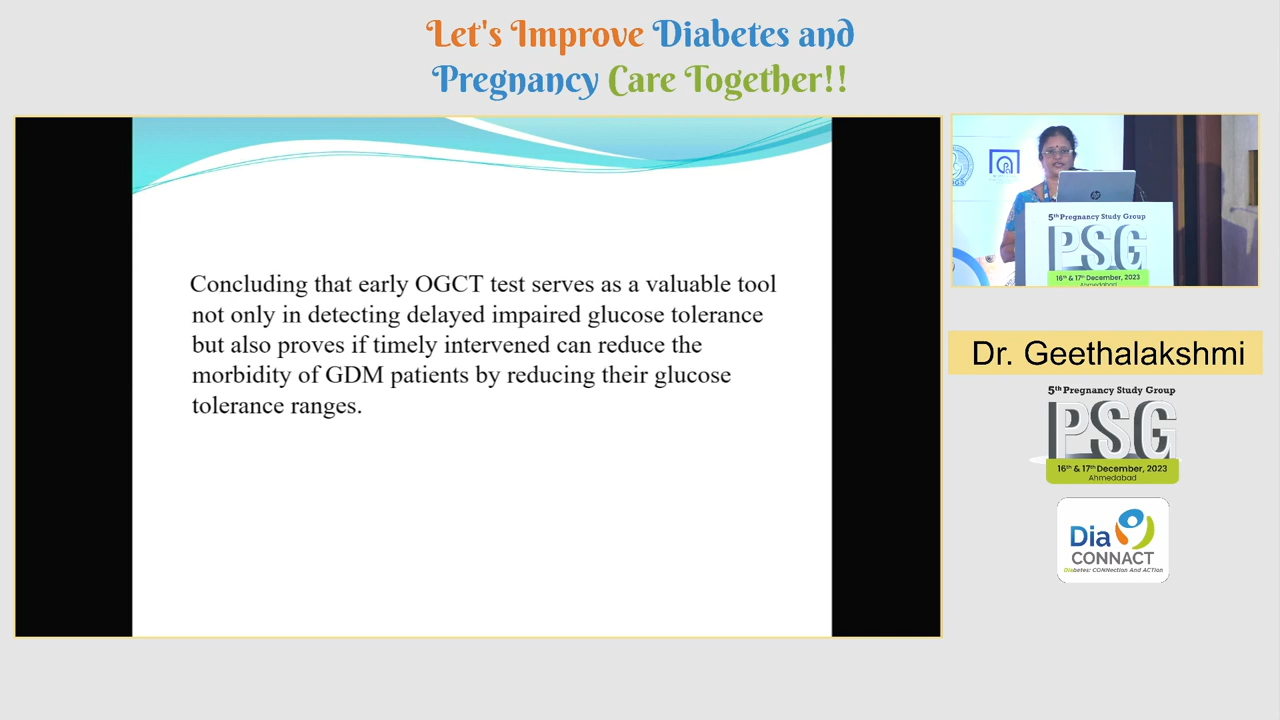 Let's Improve Diabetes and
Pregnancy Care Together!!
Concluding that early OGCT test serves as a valuable tool
not only in detecting delayed impaired glucose tolerance
but also proves if timely intervened can reduce the
morbidity of GDM patients by reducing their glucose
tolerance ranges.
hp
5th Pregnancy Study Group
PSG
16th & 17th December, 2023
Ahmedabad
Dr. Geethalakshmi
5th Pregnancy Study Group
PSG
16th & 17th December, 2023
Ahmedabad
Dia
CONNACT
Diabetes: CONNection And ACTion